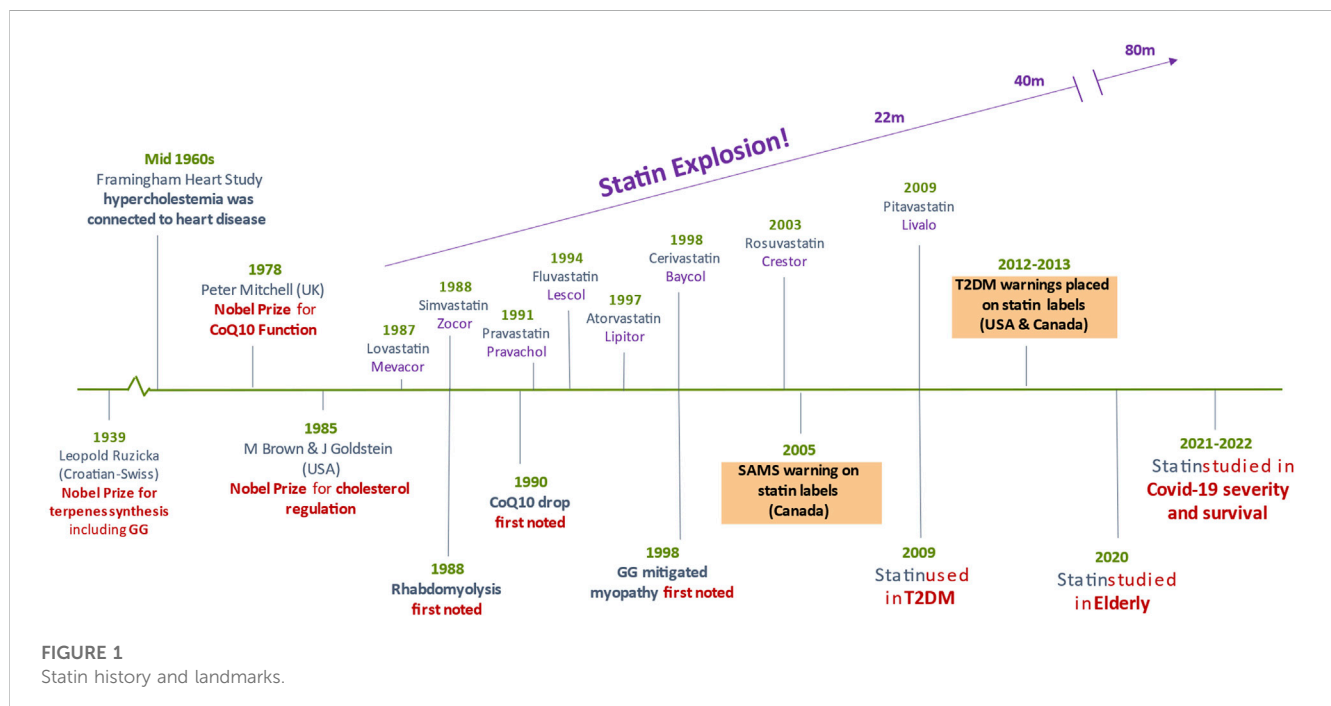 80m
40m
22m
Statin Explosion!
Mid 1960s
Framingham Heart Study
hypercholestemia was
connected to heart disease
1978
Peter Mitchell (UK)
Nobel Prize for
CoQ10 Function
1987
Lovastatin
Mevacor
1988
Simvastatin
Zocor
1991
Pravastatin
Pravachol
1994
Fluvastatin
Lescol
1997
Atorvastatin
Lipitor
1998
Cerivastatin
Baycol
2003
Rosuvastatin
Crestor
2009
Pitavastatin
Livalo
2012-2013
T2DM warnings placed
on statin labels
(USA & Canada)
1939
Leopold Ruzicka
(Croatian-Swiss)
Nobel Prize for
terpenes synthesis
including GG
1985
M Brown & J Goldstein
(USA)
Nobel Prize for cholesterol
regulation
1988
Rhabdomyolysis
first noted
1990
CoQ10 drop
first noted
1998
GG mitigated
myopathy first noted
2005
SAMS warning on
statin labels
(Canada)
2009
Statin used
in T2DM
2020
Statin studied
in Elderly
2021-2022
Statin studied in
Covid-19 severity
and survival
FIGURE 1
Statin history and landmarks.